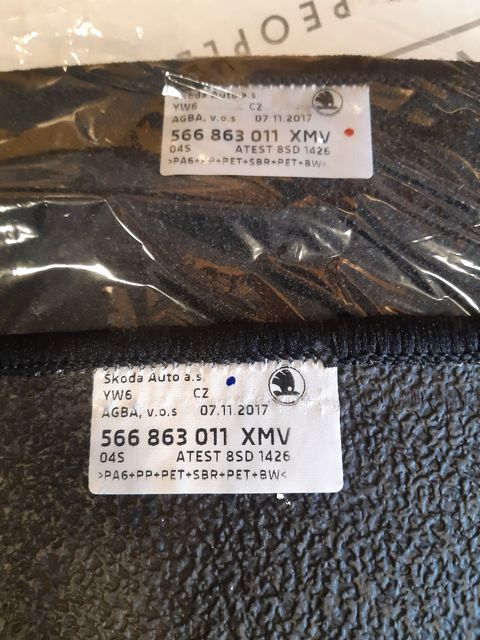 PEOPLE
Škoda Auto a.s.
YW6 CZ
AGBA, v.o.s 07.11.2017
566 863 011 XMV
04S ATEST 8SD 1426
>PA6+PP+PET+SBR+PET+BW<
Škoda Auto a.s.
YW6 CZ
AGBA, v.o.s 07.11.2017
566 863 011 XMV
04S ATEST 8SD 1426
>PA6+PP+PET+SBR+PET+BW<